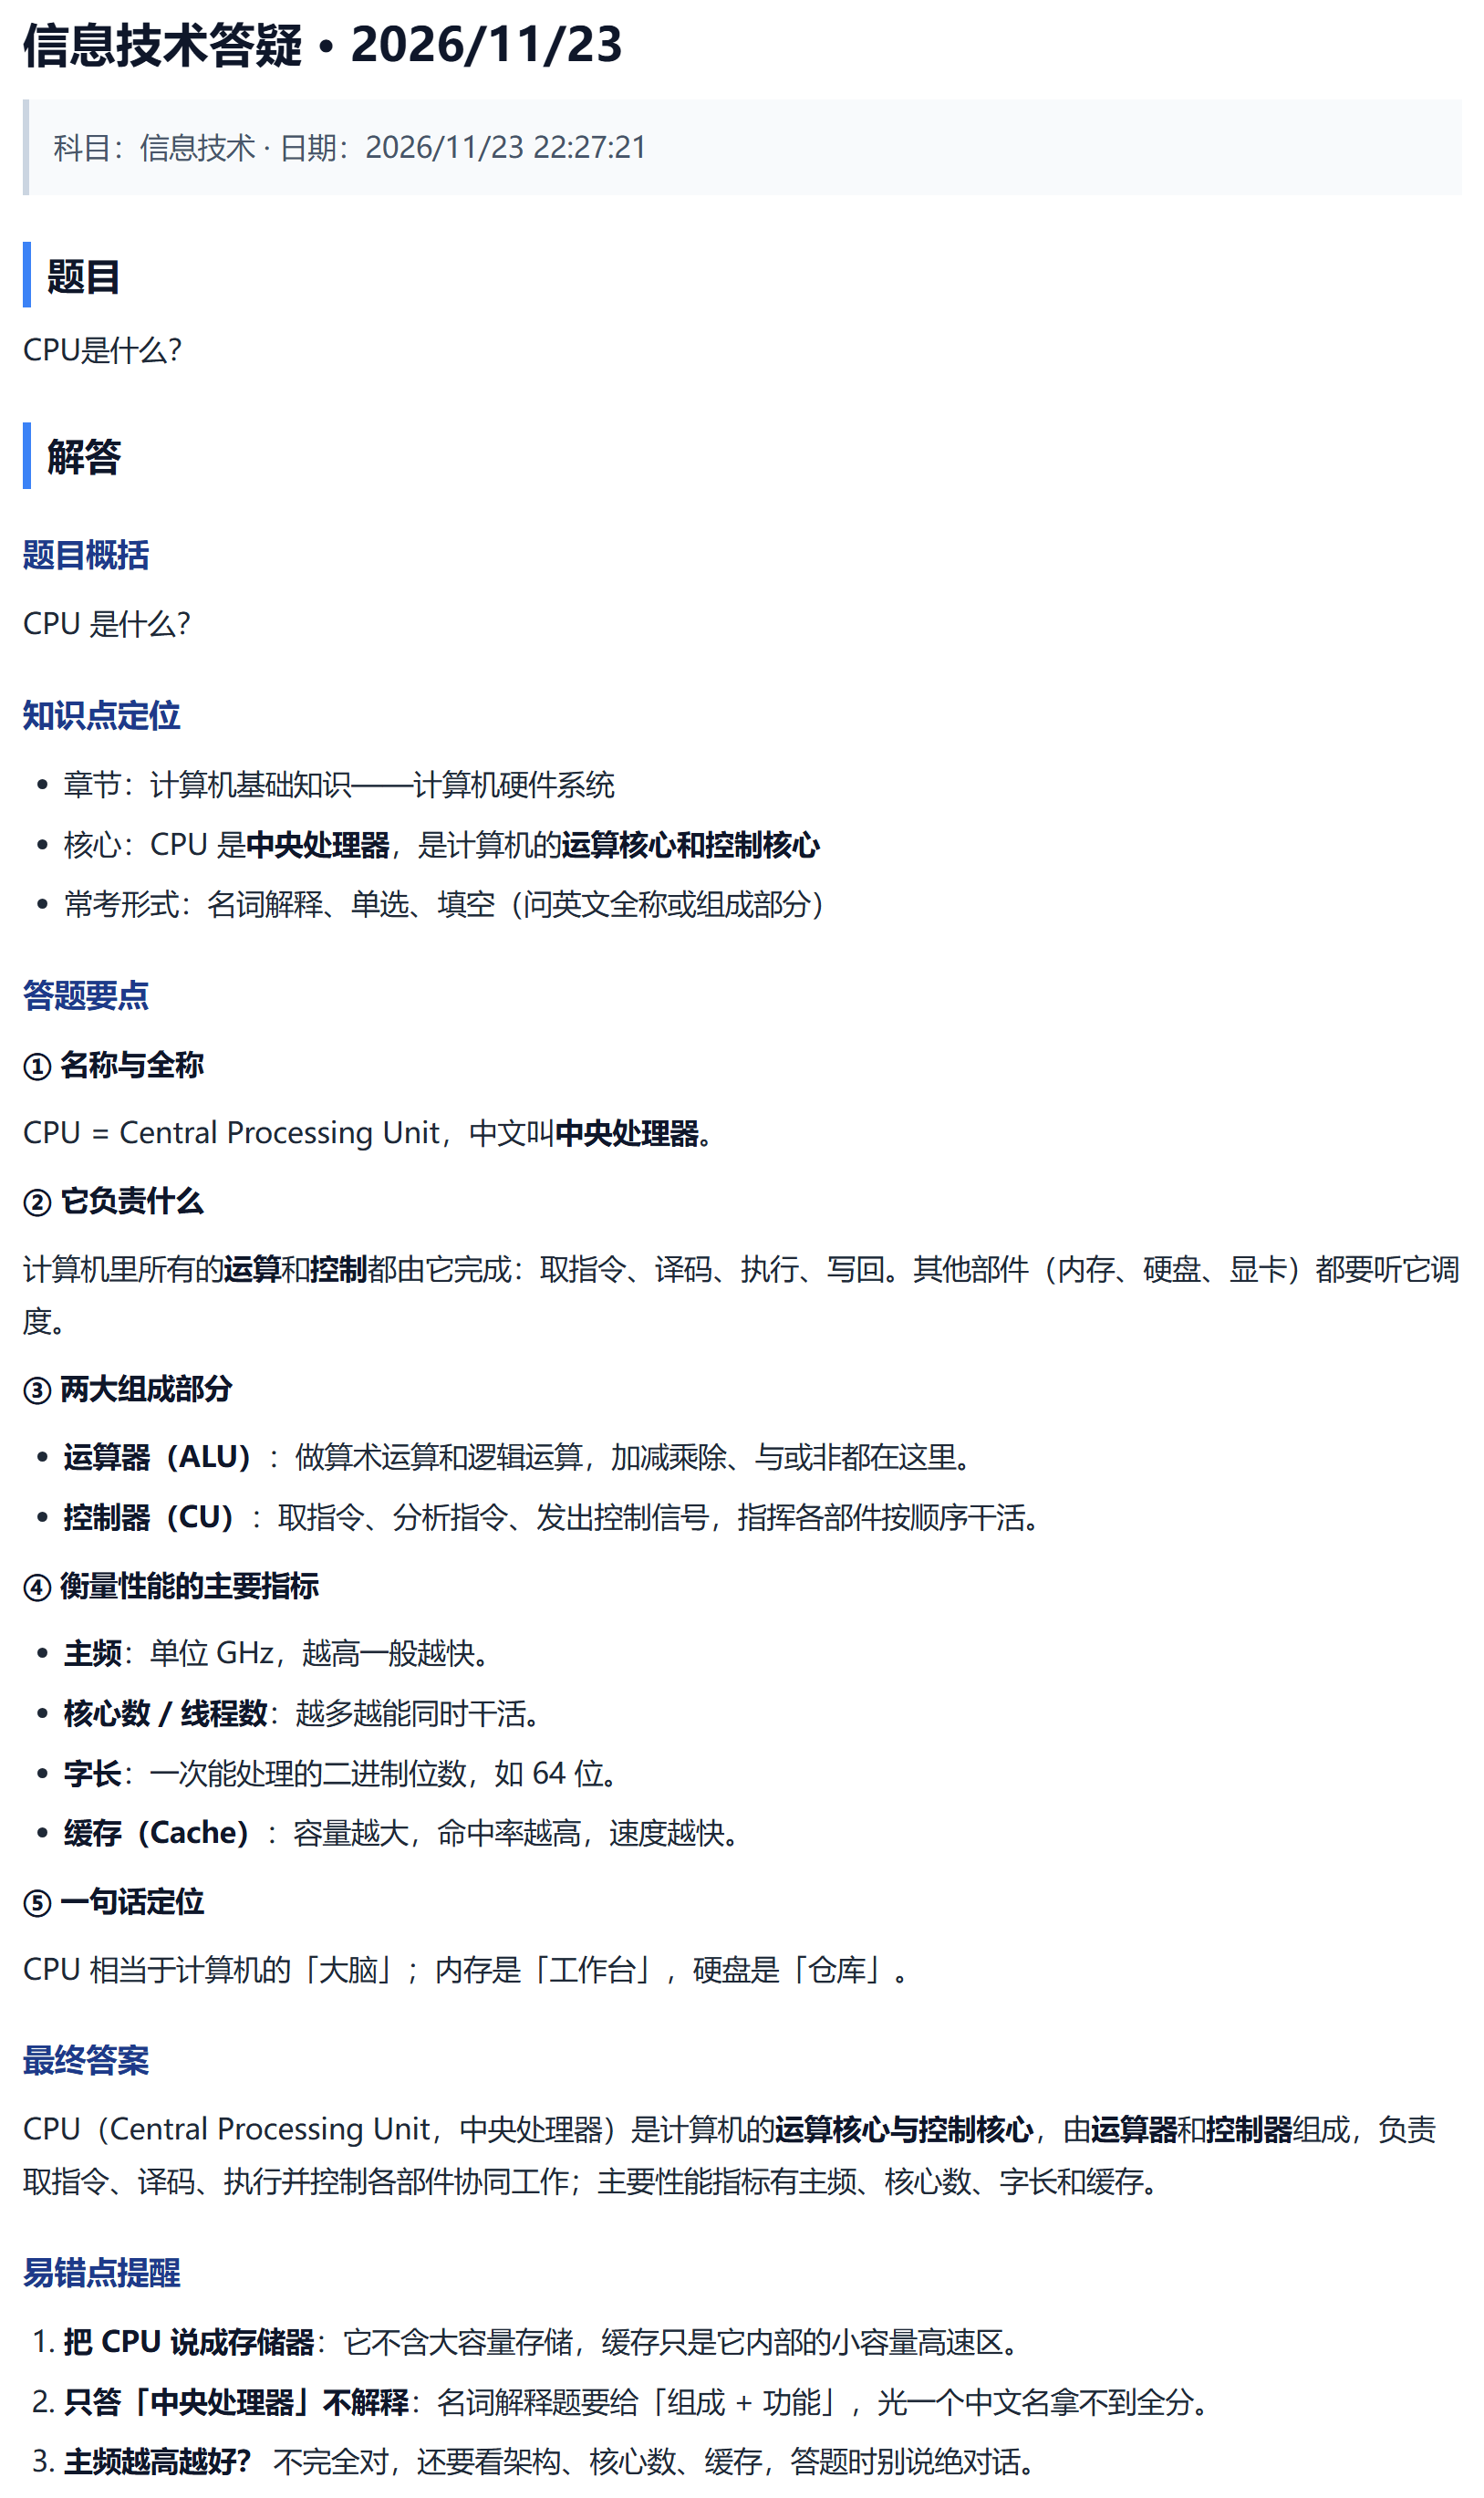 信息技术答疑 • 2026/11/23
科目：信息技术 · 日期：2026/11/23 22:27:21
题目
CPU是什么？
解答
题目概括
CPU 是什么？
知识点定位
• 章节：计算机基础知识——计算机硬件系统
• 核心：CPU 是中央处理器，是计算机的运算核心和控制核心
• 常考形式：名词解释、单选、填空（问英文全称或组成部分）
答题要点
① 名称与全称
CPU = Central Processing Unit，中文叫中央处理器。
② 它负责什么
计算机里所有的运算和控制都由它完成：取指令、译码、执行、写回。其他部件（内存、硬盘、显卡）都要听它调
度。
③ 两大组成部分
• 运算器（ALU）：做算术运算和逻辑运算，加减乘除、与或非都在这里。
• 控制器（CU）：取指令、分析指令、发出控制信号，指挥各部件按顺序干活。
④ 衡量性能的主要指标
• 主频：单位 GHz，越高一般越快。
• 核心数 / 线程数：越多越能同时干活。
• 字长：一次能处理的二进制位数，如 64 位。
• 缓存（Cache）：容量越大，命中率越高，速度越快。
⑤ 一句话定位
CPU 相当于计算机的「大脑」；内存是「工作台」，硬盘是「仓库」。
最终答案
CPU（Central Processing Unit，中央处理器）是计算机的运算核心与控制核心，由运算器和控制器组成，负责
取指令、译码、执行并控制各部件协同工作；主要性能指标有主频、核心数、字长和缓存。
易错点提醒
1. 把 CPU 说成存储器：它不含大容量存储，缓存只是它内部的小容量高速区。
2. 只答「中央处理器」不解释：名词解释题要给「组成 + 功能」，光一个中文名拿不到全分。
3. 主频越高越好？ 不完全对，还要看架构、核心数、缓存，答题时别说绝对话。